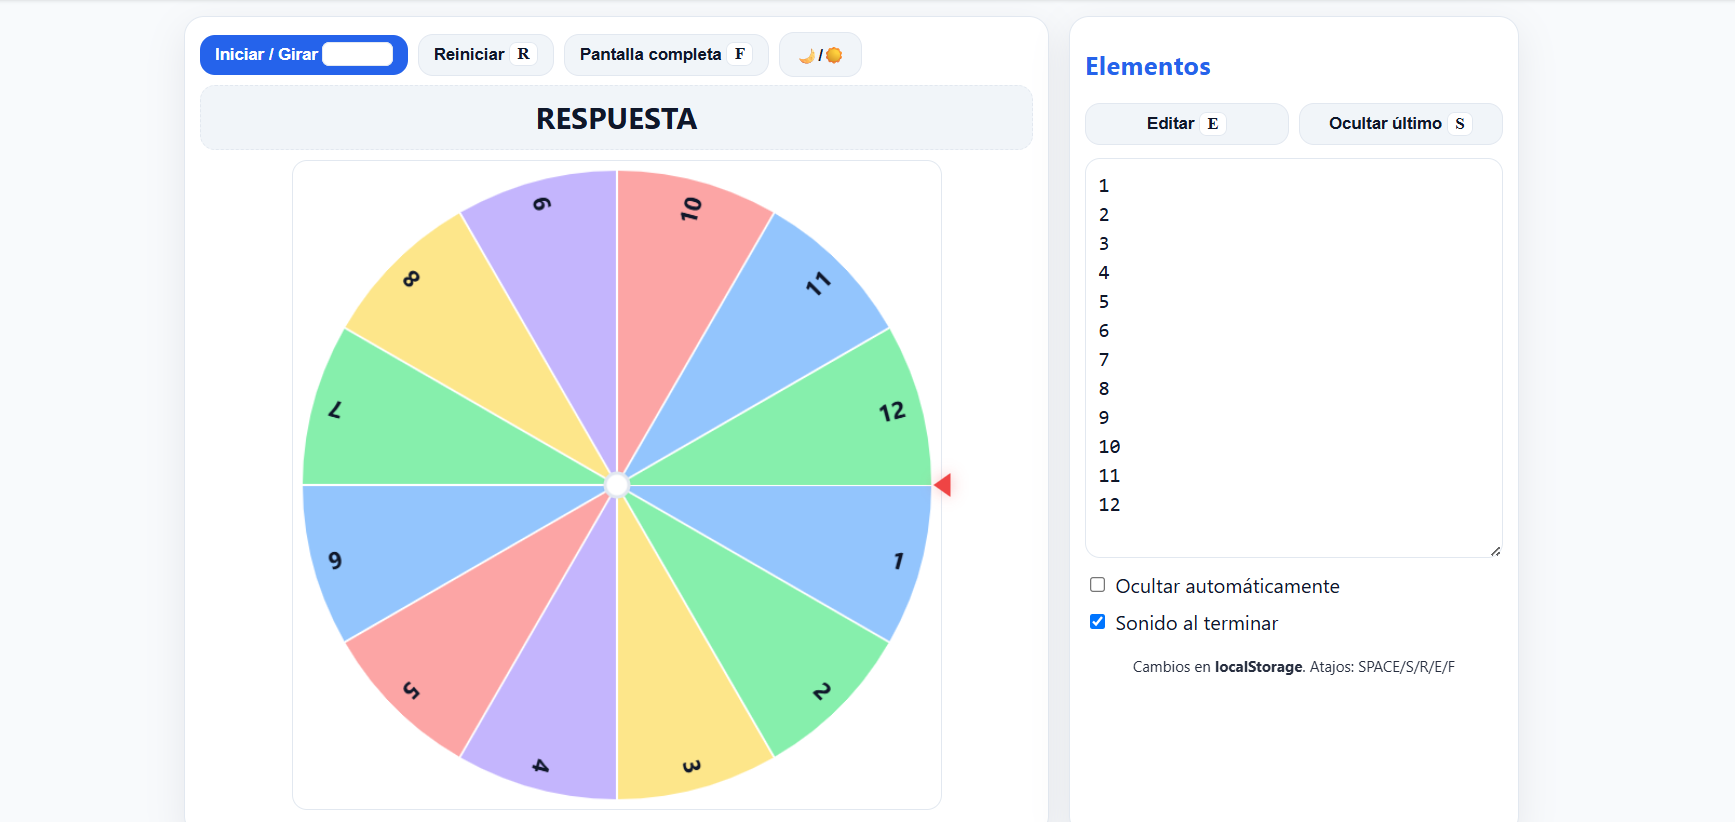 Iniciar / Girar
Reiniciar R
Pantalla completa F
🌙/🌞
RESPUESTA
10
11
12
1
2
3
4
5
6
7
8
9
Elementos
Editar E
Ocultar último S
1
2
3
4
5
6
7
8
9
10
11
12
Ocultar automáticamente
Sonido al terminar
Cambios en localStorage. Atajos: SPACE/S/R/E/F